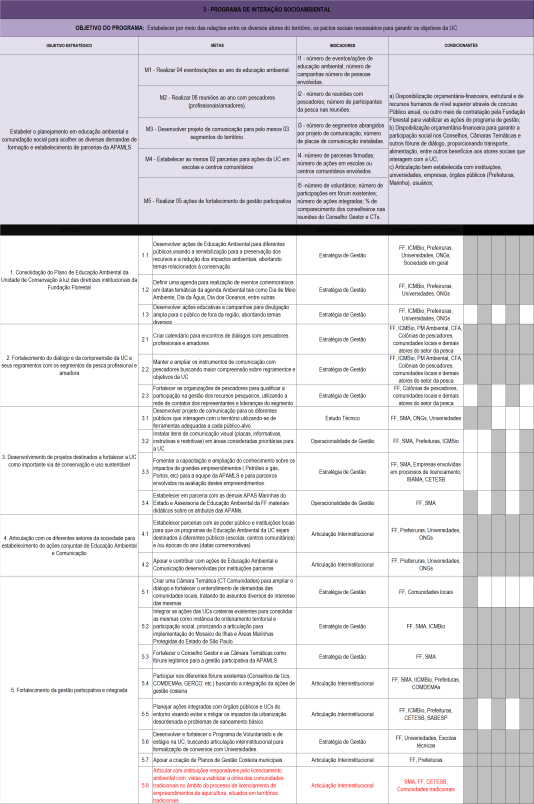 3 - PROGRAMA DE INTERAÇÃO SOCIOAMBIENTAL
OBJETIVO DO PROGRAMA: Estabelecer por meio das relações entre os diversos atores do território, os pactos sociais necessários para garantir os objetivos da UC.
OBJETIVO ESTRATÉGICO
METAS
INDICADORES
CONDICIONANTES
Estabeler o planejamento em educação ambiental e
comunicação social para acolher as diversas demandas de
formação e estabelecimento de parcerias da APAMLS
M1 - Realizar 04 eventos/ações ao ano de educação ambiental.
M2 - Realizar 06 reuniões ao ano com pescadores
(profissionais/amadores).
M3 - Desenvolver projeto de comunicação para pelo menos 03
segmentos do território.
M4 - Estabelecer ao menos 02 parcerias para ações da UC em
escolas e centros comunitários
M5 - Realizar 05 ações de fortalecimento de gestão participativa
I1 - número de eventos/ações de
educação ambiental; número de
campanhas número de pessoas
envolvidas.
I2 - número de reuniões com
pescadores; número de participantes
da pesca nas reuniões.
I3 - número de segmentos abrangidos
por projeto de comunicação; número
de placas de comunicação instaladas.
I4 - número de parcerias firmadas;
número de ações em escolas ou
centros comunitários envolvidos.
I5 -número de voluntários; número de
participações em fórum existentes;
número de ações integradas; % de
comparecimento dos conselheiros nas
reuniões do Conselho Gestor e CTs.
a) Disponibilização orçamentária-financeira, estrutural e de
recursos humanos de nível superior através de concuso
Público anual, ou outro meio de contratação pela Fundação
Florestal para viabilizar as ações do programa de gestão;
b) Disponibilização orçamentária-financeira para garantir a
participação social nos Conselhos, Câmaras Temáticas e
outros fóruns de diálogo, proporcionando transporte,
alimentação, entre outros benefícios aos atores sociais que
interagem com a UC;
c) Articulação bem estabelecida com instituições,
universidades, empresas, órgãos públicos (Prefeituras,
Marinha), usuários;
1. Consolidação do Plano de Educação Ambiental da
Unidade de Conservação à luz das diretrizes institucionais da
Fundação Florestal
1.1
Desenvolver ações de Educação Ambiental para diferentes
públicos,visando a sensibilização para a preservação dos
recursos e a redução dos impactos ambientais, abortando
temas relacionados à conservação
Estratégia de Gestão
FF, ICMBio, Prefeituras,
Universidades, ONGs,
Sociedade em geral
1.2
Definir uma agenda para realização de eventos comemorativos
em datas temáticas da agenda Ambiental tais como Dia de Meio
Ambiente, Dia da Água, Dia dos Oceanos, entre outras.
Estratégia de Gestão
FF, ICMBio, Prefeiruras,
Universidades, ONGs
1.3
Desenvolver ações educativas e campanhas para divulgação
ampla para o público de fora da região, abordando temas
diversos
Estratégia de Gestão
FF, ICMBio, Prefeiruras,
Universidades, ONGs
2. Fortalecimento do diálogo e da compreensão da UC e
seus regramentos com os segmentos da pesca profissional e
amadora
2.1
Criar calendário para encontros de diálogos com pescadores
profissionais e amadores
Estratégia de Gestão
FF, ICMBio, PM Ambiental, CFA,
Colônias de pescadores,
comunidades locais e demais
atores do setor da pesca
2.2
Manter e ampliar os instrumentos de comunicação com
pescadores buscando maior compreensão sobre regramentos e
objetivos da UC
Estratégia de Gestão
FF, ICMBio, PM Ambiental, CFA,
Colônias de pescadores,
comunidades locais e demais
atores do setor da pesca
2.3
Fortalecer as organizações de pescadores para qualificar a
participação na gestão dos recursos pesqueiros, utilizando a
rede de contatos dos representantes e lideranças do segmento
Estratégia de Gestão
FF, Colônias de pescadores,
comunidades locais e demais
atores do setor da pesca
3. Desenvolvimento de projetos destinados a fortalecer a UC
como importante via de conservação e uso sustentável
3.1
Desenvolver projeto de comunicação para os diferentes
públicos que interagem com o território utilizando-se de
ferramentas adequadas a cada público-alvo
Estudo Técnico
FF, SMA, ONGs, Universidades
3.2
Instalar itens de comunicação visual (placas, informativas,
instrutivas e restritivas) em áreas consideradas prioritárias para
a UC
Operacionalidade de Gestão
FF, SMA, Prefeituras, ICMBio
3.3
Fomentar a capacitação e ampliação do conhecimento sobre os
impactos de grandes empreendimentos ( Petróleo e gás,
Portos, etc) para a equipe da APAMLS e para parceiros
envolvidos na avaliação destes empreendimentos
Estratégia de Gestão
FF, SMA, Empresas envolvidas
em processos de licenciamento,
IBAMA, CETESB
3.4
Estabelecer em parceria com as demais APAS Marinhas do
Estado e Assessoria de Educação Ambiental da FF materiais
didáticos sobre os atributos das APAMs.
Operacionalidade de Gestão
FF, SMA
4. Articulação com os diferentes setores da sociedade para
estabelecimento de ações conjuntas de Educação Ambiental
e Comunicação
4.1
Estabelecer parcerias com as poder público e instituições locais
para que os programas de Educação Ambiental da UC sejam
destinados à diferentes públicos (escolas, centros comunitários)
e /ou épocas do ano (datas comemorativas)
Articulação Interinstitucional
FF, Prefeiruras, Universidades,
ONGs
4.2
Apoiar e contribuir com ações de Educação Ambiental e
Comunicação desenvolvidas por instituições parceiras
Articulação Interinstitucional
FF, Prefeiruras, Universidades,
ONGs
5. Fortalecimento da gestão participativa e integrada
5.1
Criar uma Câmara Temática (CT Comunidades) para ampliar o
diálogo e fortalecer o entendimento de demandas das
comunidades locais, tratando de assuntos diversos de interesse
das mesmas
Estratégia de Gestão
FF, Comunidades locais
5.2
Integrar as ações das UCs costeiras existentes para consolidar
as mesmas como instância de ordenamento territorial e
participação social, priorizando a articulação para
implementação do Mosaico de Ilhas e Áreas Marinhas
Protegidas do Estado de São Paulo.
Estratégia de Gestão
FF, SMA, ICMBio
5.3
Fortalecer o Conselho Gestor e as Câmaras Temáticas como
fóruns legítimos para a gestão participativa da APAMLS
Estratégia de Gestão
FF, SMA
5.4
Participar nos diferentes fóruns existentes (Conselhos de Ucs,
COMDEMAs, GERCO, etc.) buscando a integração da ações de
gestão costeira
Articulação Interinstitucional
FF, SMA, IICMBio, Prefeituras,
COMDEMAs
5.5
Planejar ações integradas com órgãos públicos e UCs do
entorno visando evitar e mitigar os impactos da urbanização
desordenada e problemas de saneamento básico
Articulação Interinstitucional
FF, ICMBio, Prefeituras,
CETESB, SABESP
5.6
Desenvolver e fortalecer o Programa de Voluntariado e de
estágio na UC, buscando articulação interinstitucional para
formalização de convenios com Universidades.
Estratégia de Gestão
FF, Universidades, Escolas
técnicas
5.7
Apoiar a criação de Planos de Gestão Costeira municipais
Articulação Interinstitucional
FF, Prefeituras
5.8
Articular com instituições responsáveis pelo licenciamento
ambiental com vistas a viabilizar a oitiva das comunidades
tradicionais no âmbito do processo de licenciamento de
empreendimentos de aquicultura situados em territórios
tradicionais.
Articulação Interinstitucional
SMA, FF, CETESB,
Comunidades tradicionais